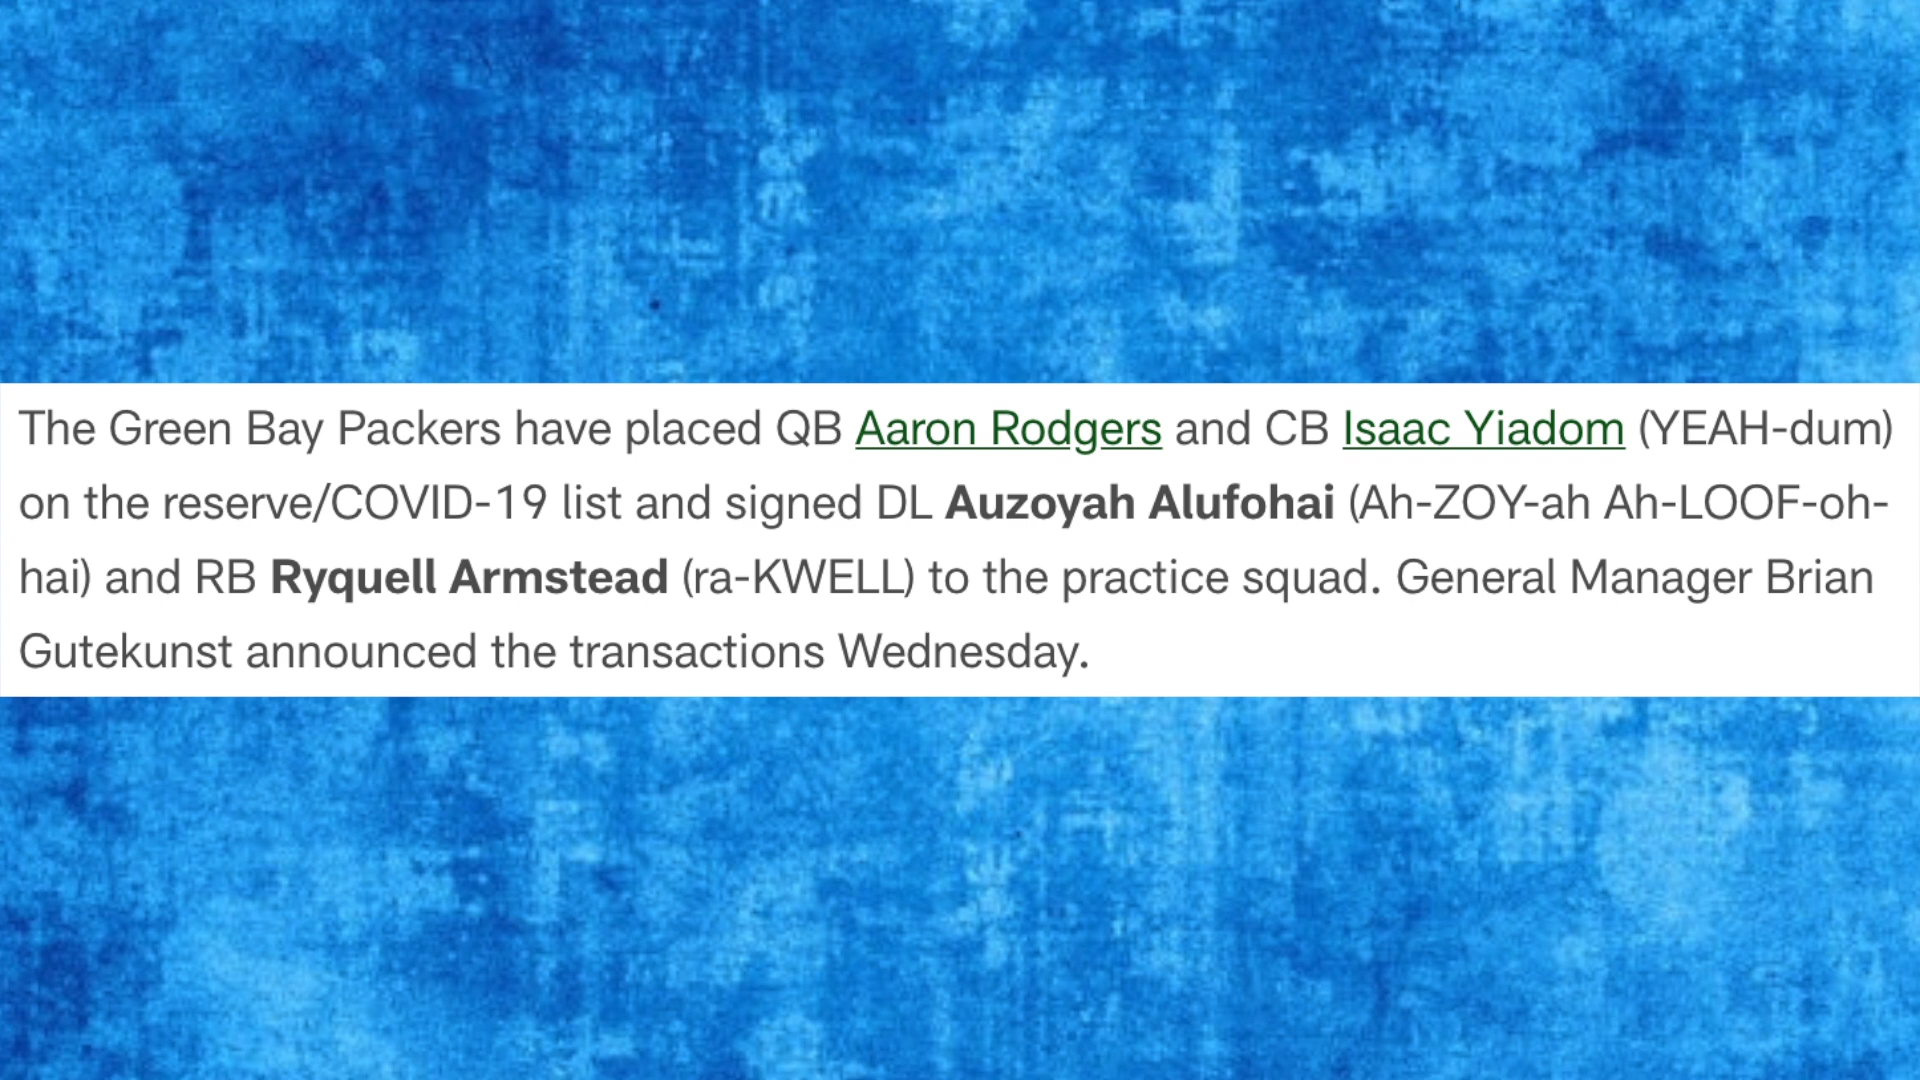 The Green Bay Packers have placed QB Aaron Rodgers and CB Isaac Yiadom (YEAH-dum)
on the reserve/COVID-19 list and signed DL Auzoyah Alufohai (Ah-ZOY-ah Ah-LOOF-oh-
hai) and RB Ryquell Armstead (ra-KWELL) to the practice squad. General Manager Brian
Gutekunst announced the transactions Wednesday.